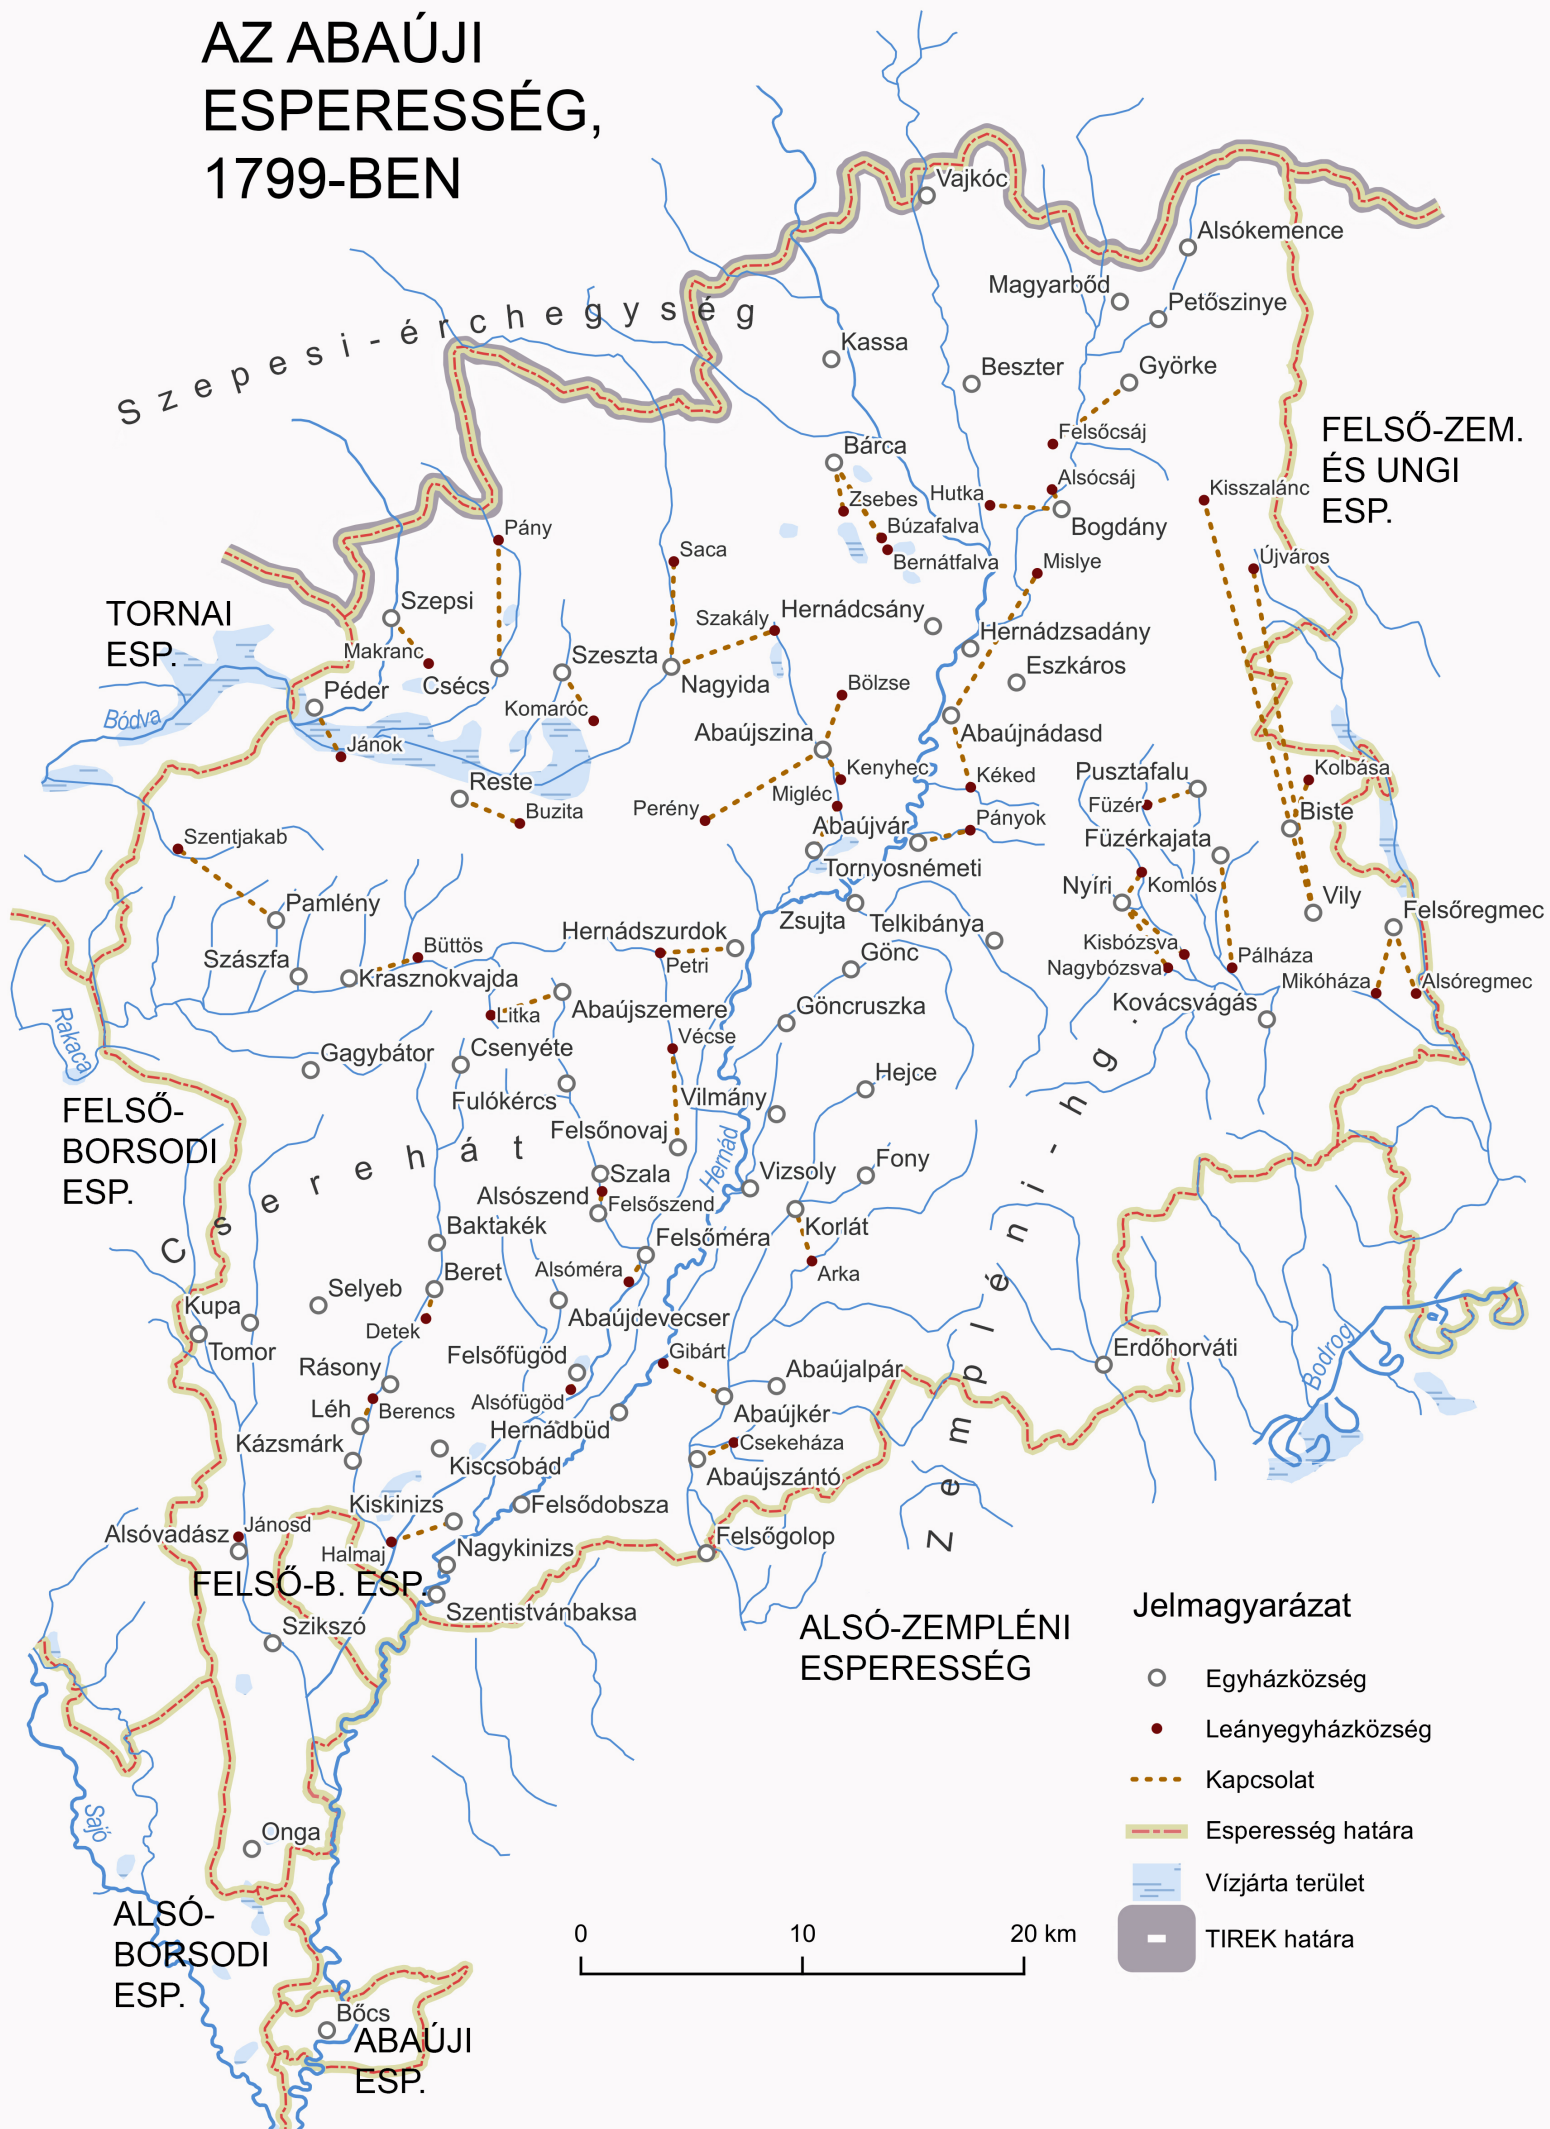 AZ ABAÚJI
ESPERESSÉG,
1799-BEN
Vajkóc
Alsókemence
Magyarbőd
Petőszinye
Szepesi-érchegység
Kassa
Beszter
Györke
FELSŐ-ZEM.
ÉS UNGI
ESP.
Felsőcsáj
Bárca
Alsócsáj
Kisszalánc
Zsebes
Hutka
Búzafalva
Bogdány
Pány
Bernátfalva
Mislye
Újváros
Saca
TORNAI
ESP.
Szepsi
Szakály
Hernádcsány
Hernádzsadány
Makranc
Szeszta
Eszkáros
Csécs
Nagyida
Bölzse
Péder
Komaróc
Bódva
Jánok
Abaújszina
Abaújnádasd
Kenyhec
Kéked
Pusztafalu
Kolbása
Reste
Buzita
Perény
Migléc
Füzér
Pányok
Biste
Abaújvár
Szentjakab
Füzérkajata
Tornyosnémeti
Nyíri
Komlós
Vily
Pamlény
Zsujta
Telkibánya
Felsőregmec
Hernádszurdok
Büttös
Kisbózsva
Szászfa
Petri
Gönc
Pálháza
Nagybózsva
Krasznokvajda
Mikóháza
Alsóregmec
Litka
Abaújszemere
Göncruszka
Kovácsvágás
Rakaca
Vécse
Gagybátor
Csenyéte
Hejce
Fulókércs
Vilmány
FELSŐ-
BORSODI
ESP.
Felsőnovaj
Hernád
Cserehát
Szala
Vizsoly
Fony
Alsószend
Felsőszend
Baktakék
Felsőméra
Korlát
Alsóméra
Arka
Beret
Selyeb
Kupa
Abaújdevecser
Detek
Tomor
Zempléni-hg.
Gibárt
Erdőhorváti
Bodrog
Rásony
Felsőfügöd
Abaújalpár
Alsófügöd
Léh
Berencs
Abaújkér
Hernádbüd
Kázsmárk
Csekeháza
Kiscsobád
Abaújszántó
Kiskinizs
Felsődobsza
Alsóvadász
Jánosd
Felsőgolop
Halmaj
Nagykinizs
FELSŐ-B. ESP.
Szentistvánbaksa
Szikszó
ALSÓ-ZEMPLÉNI
ESPERESSÉG
Jelmagyarázat
Egyházközség
Leányegyházközség
Kapcsolat
Esperesség határa
Vízjárta terület
TIREK határa
Sajó
Onga
ALSÓ-
BORSODI
ESP.
0 10 20 km
Bőcs
ABAÚJI
ESP.